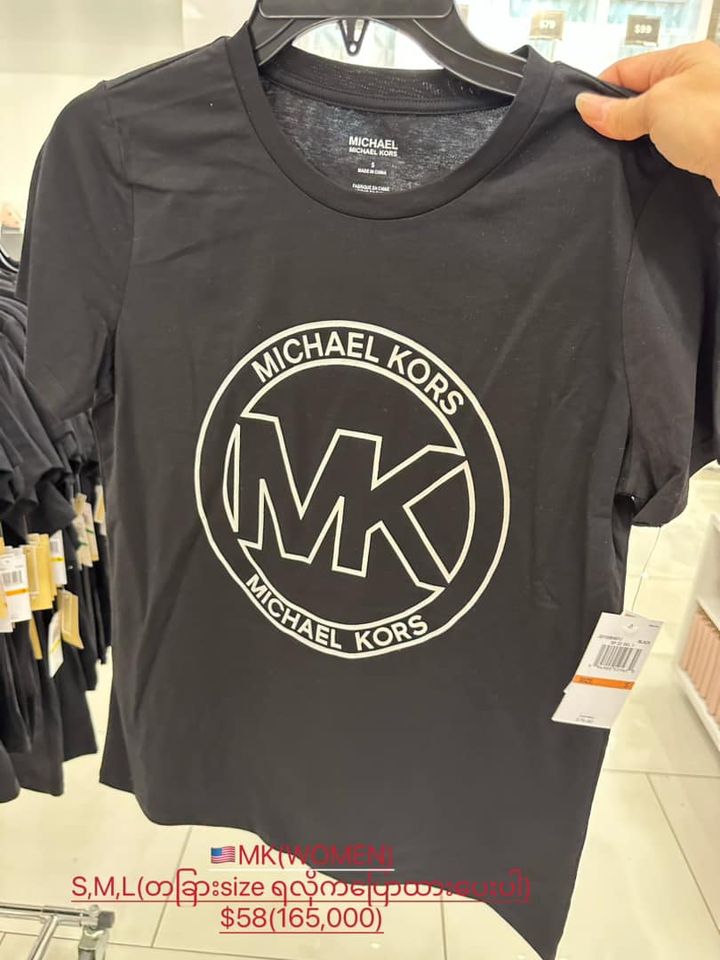 $79
$99
MICHAEL
MICHAEL KORS
S
MADE IN CHINA
MICHAEL KORS
MK
MICHAEL KORS
BLACK
SIZE
🇺🇸MK(WOMEN)
S,M,L(တခြားsize ရလိုကပြောထားပေးပါ)
$58(165,000)